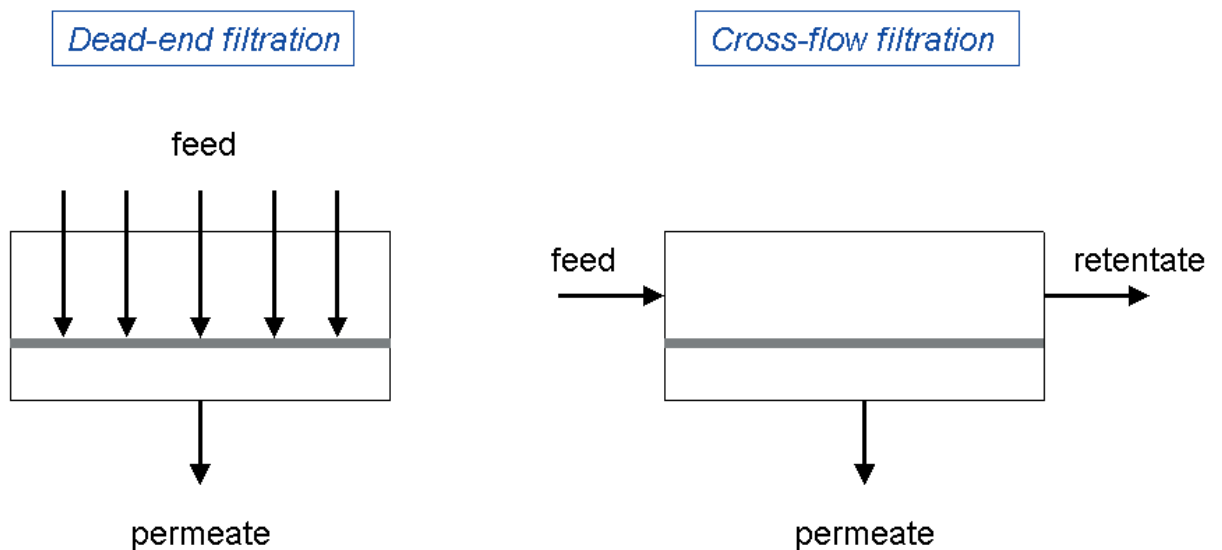 Dead-end filtration
Cross-flow filtration
feed
feed
retentate
permeate
permeate